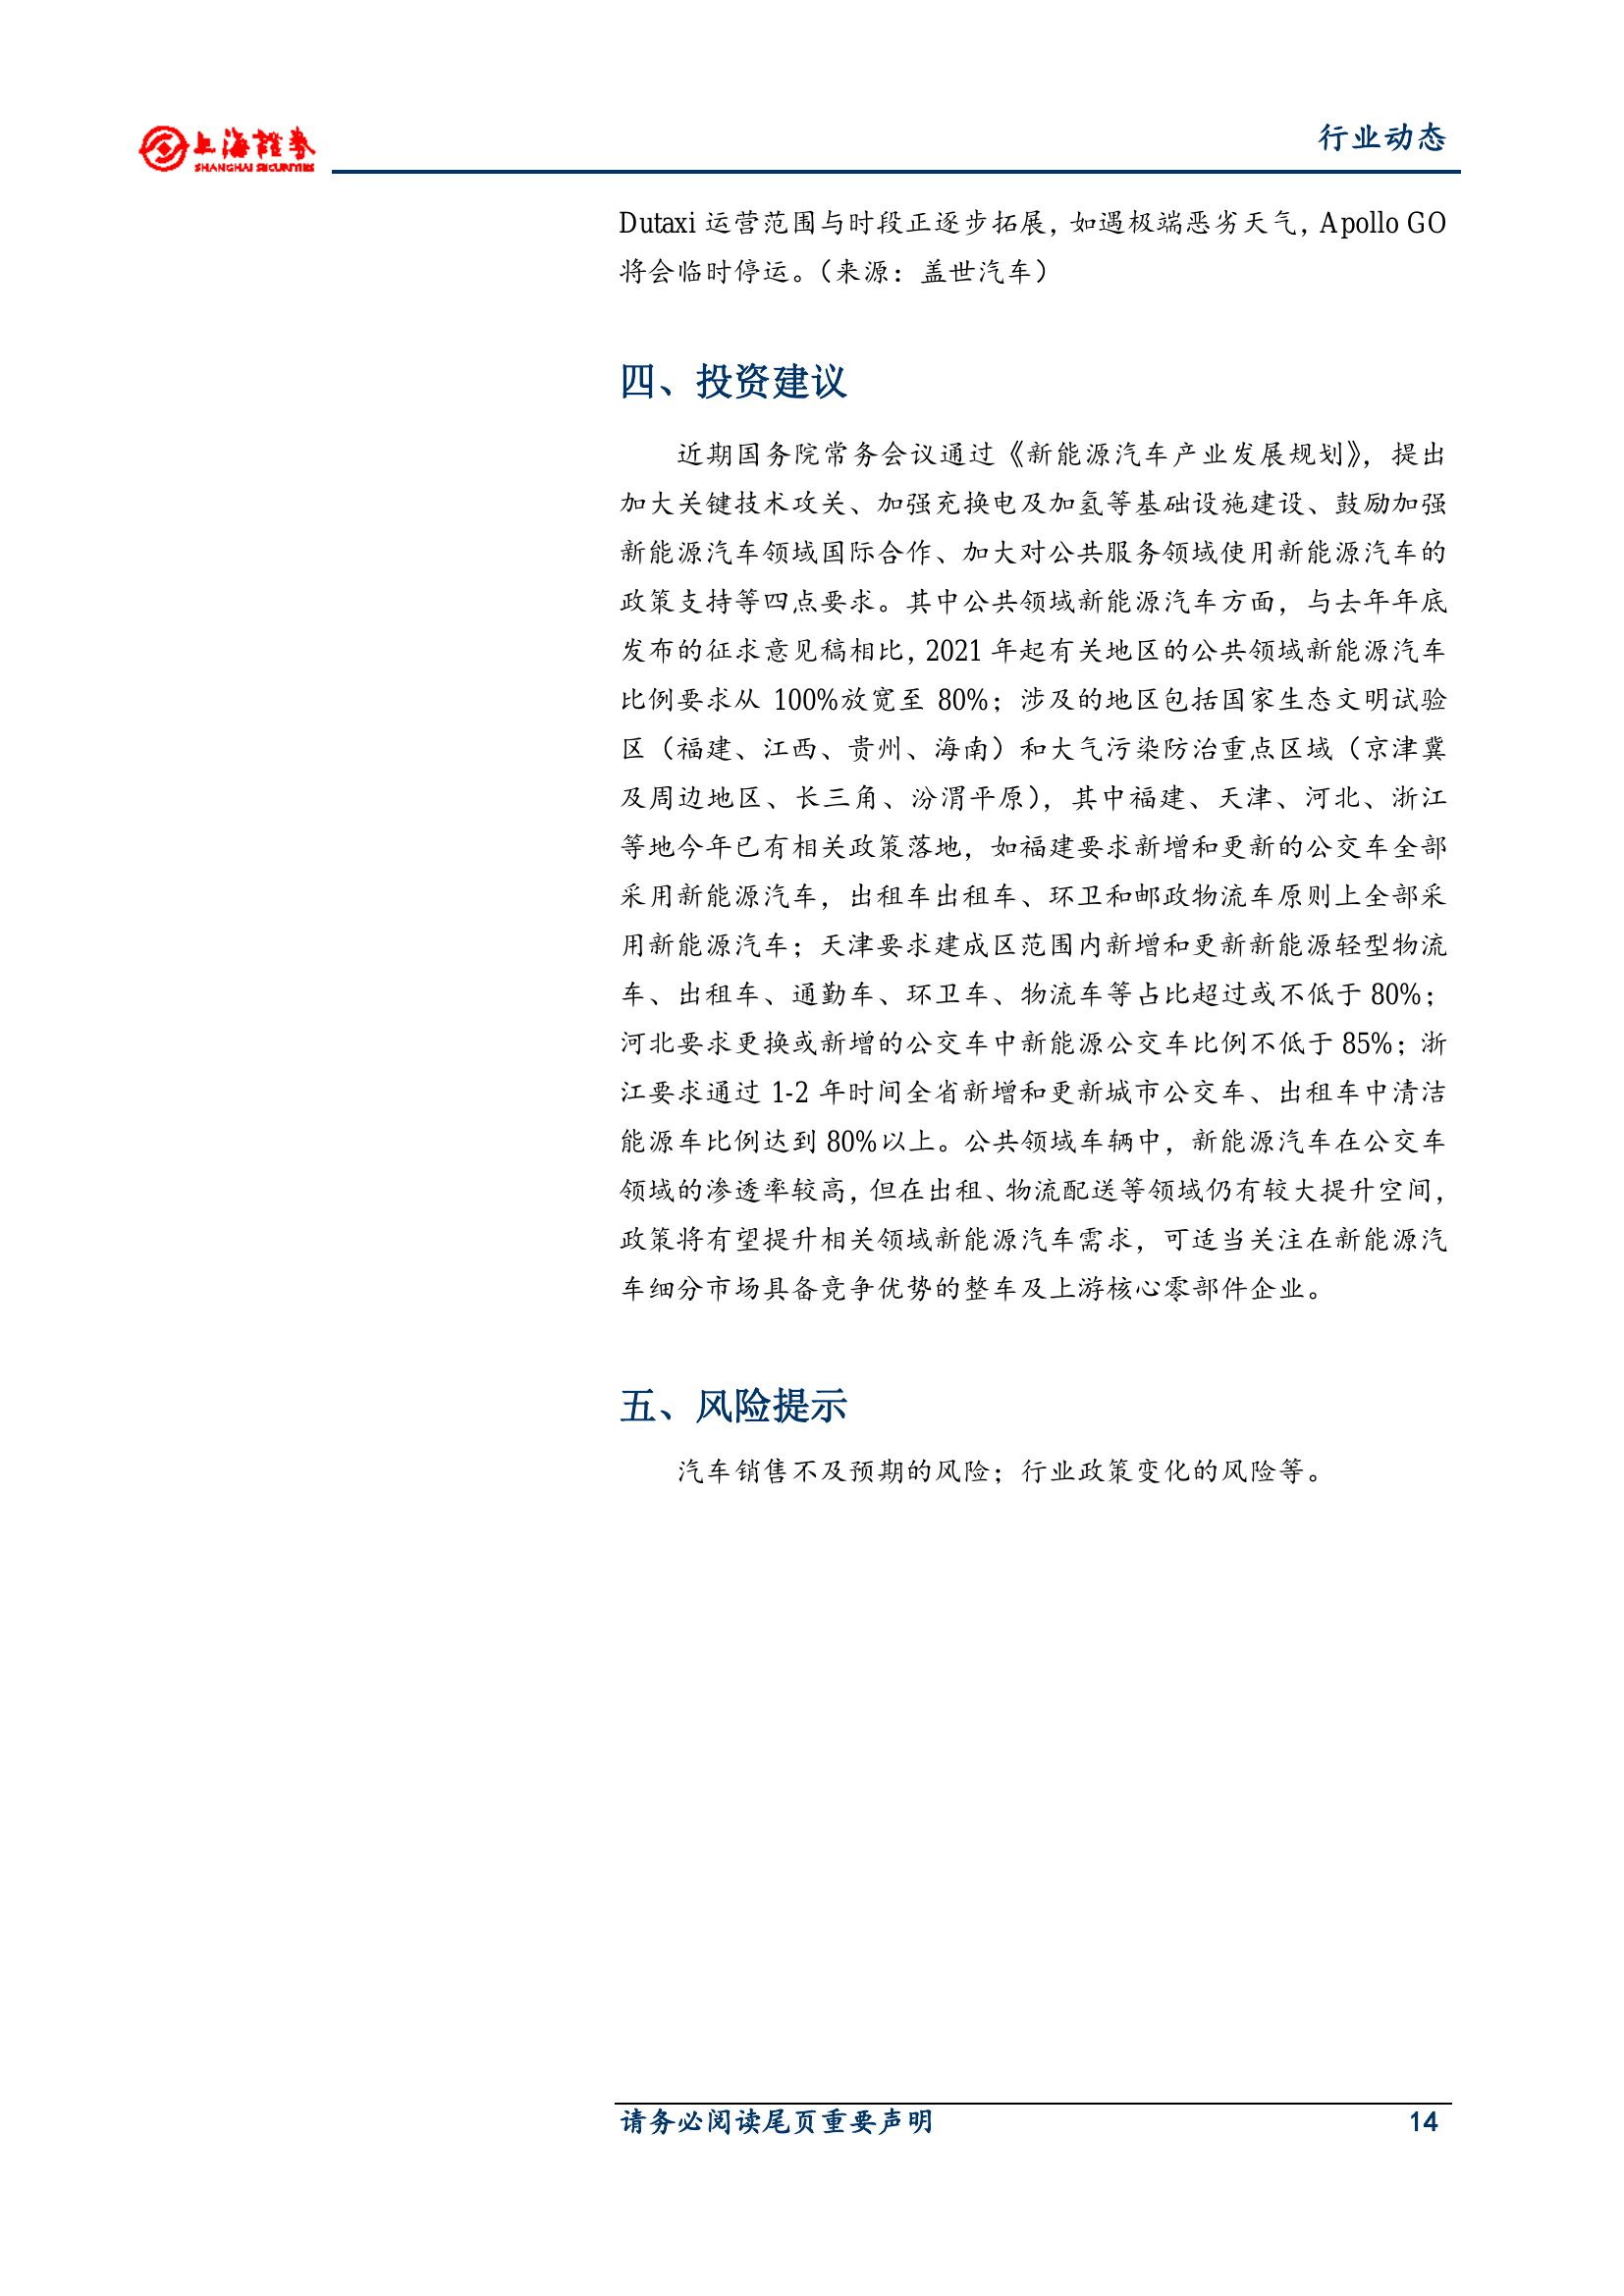 上海證券
SHANGHAI SECURITIES
行业动态
Dutaxi 运营范围与时段正逐步拓展，如遇极端恶劣天气，Apollo GO
将会临时停运。（来源：盖世汽车）
四、投资建议
近期国务院常务会议通过《新能源汽车产业发展规划》，提出
加大关键技术攻关、加强充换电及加氢等基础设施建设、鼓励加强
新能源汽车领域国际合作、加大对公共服务领域使用新能源汽车的
政策支持等四点要求。其中公共领域新能源汽车方面，与去年年底
发布的征求意见稿相比，2021 年起有关地区的公共领域新能源汽车
比例要求从 100%放宽至 80%；涉及的地区包括国家生态文明试验
区（福建、江西、贵州、海南）和大气污染防治重点区域（京津冀
及周边地区、长三角、汾渭平原），其中福建、天津、河北、浙江
等地今年已有相关政策落地，如福建要求新增和更新的公交车全部
采用新能源汽车，出租车出租车、环卫和邮政物流车原则上全部采
用新能源汽车；天津要求建成区范围内新增和更新新能源轻型物流
车、出租车、通勤车、环卫车、物流车等占比超过或不低于 80%；
河北要求更换或新增的公交车中新能源公交车比例不低于 85%；浙
江要求通过 1-2 年时间全省新增和更新城市公交车、出租车中清洁
能源车比例达到 80%以上。公共领域车辆中，新能源汽车在公交车
领域的渗透率较高，但在出租、物流配送等领域仍有较大提升空间，
政策将有望提升相关领域新能源汽车需求，可适当关注在新能源汽
车细分市场具备竞争优势的整车及上游核心零部件企业。
五、风险提示
汽车销售不及预期的风险；行业政策变化的风险等。
请务必阅读尾页重要声明 14